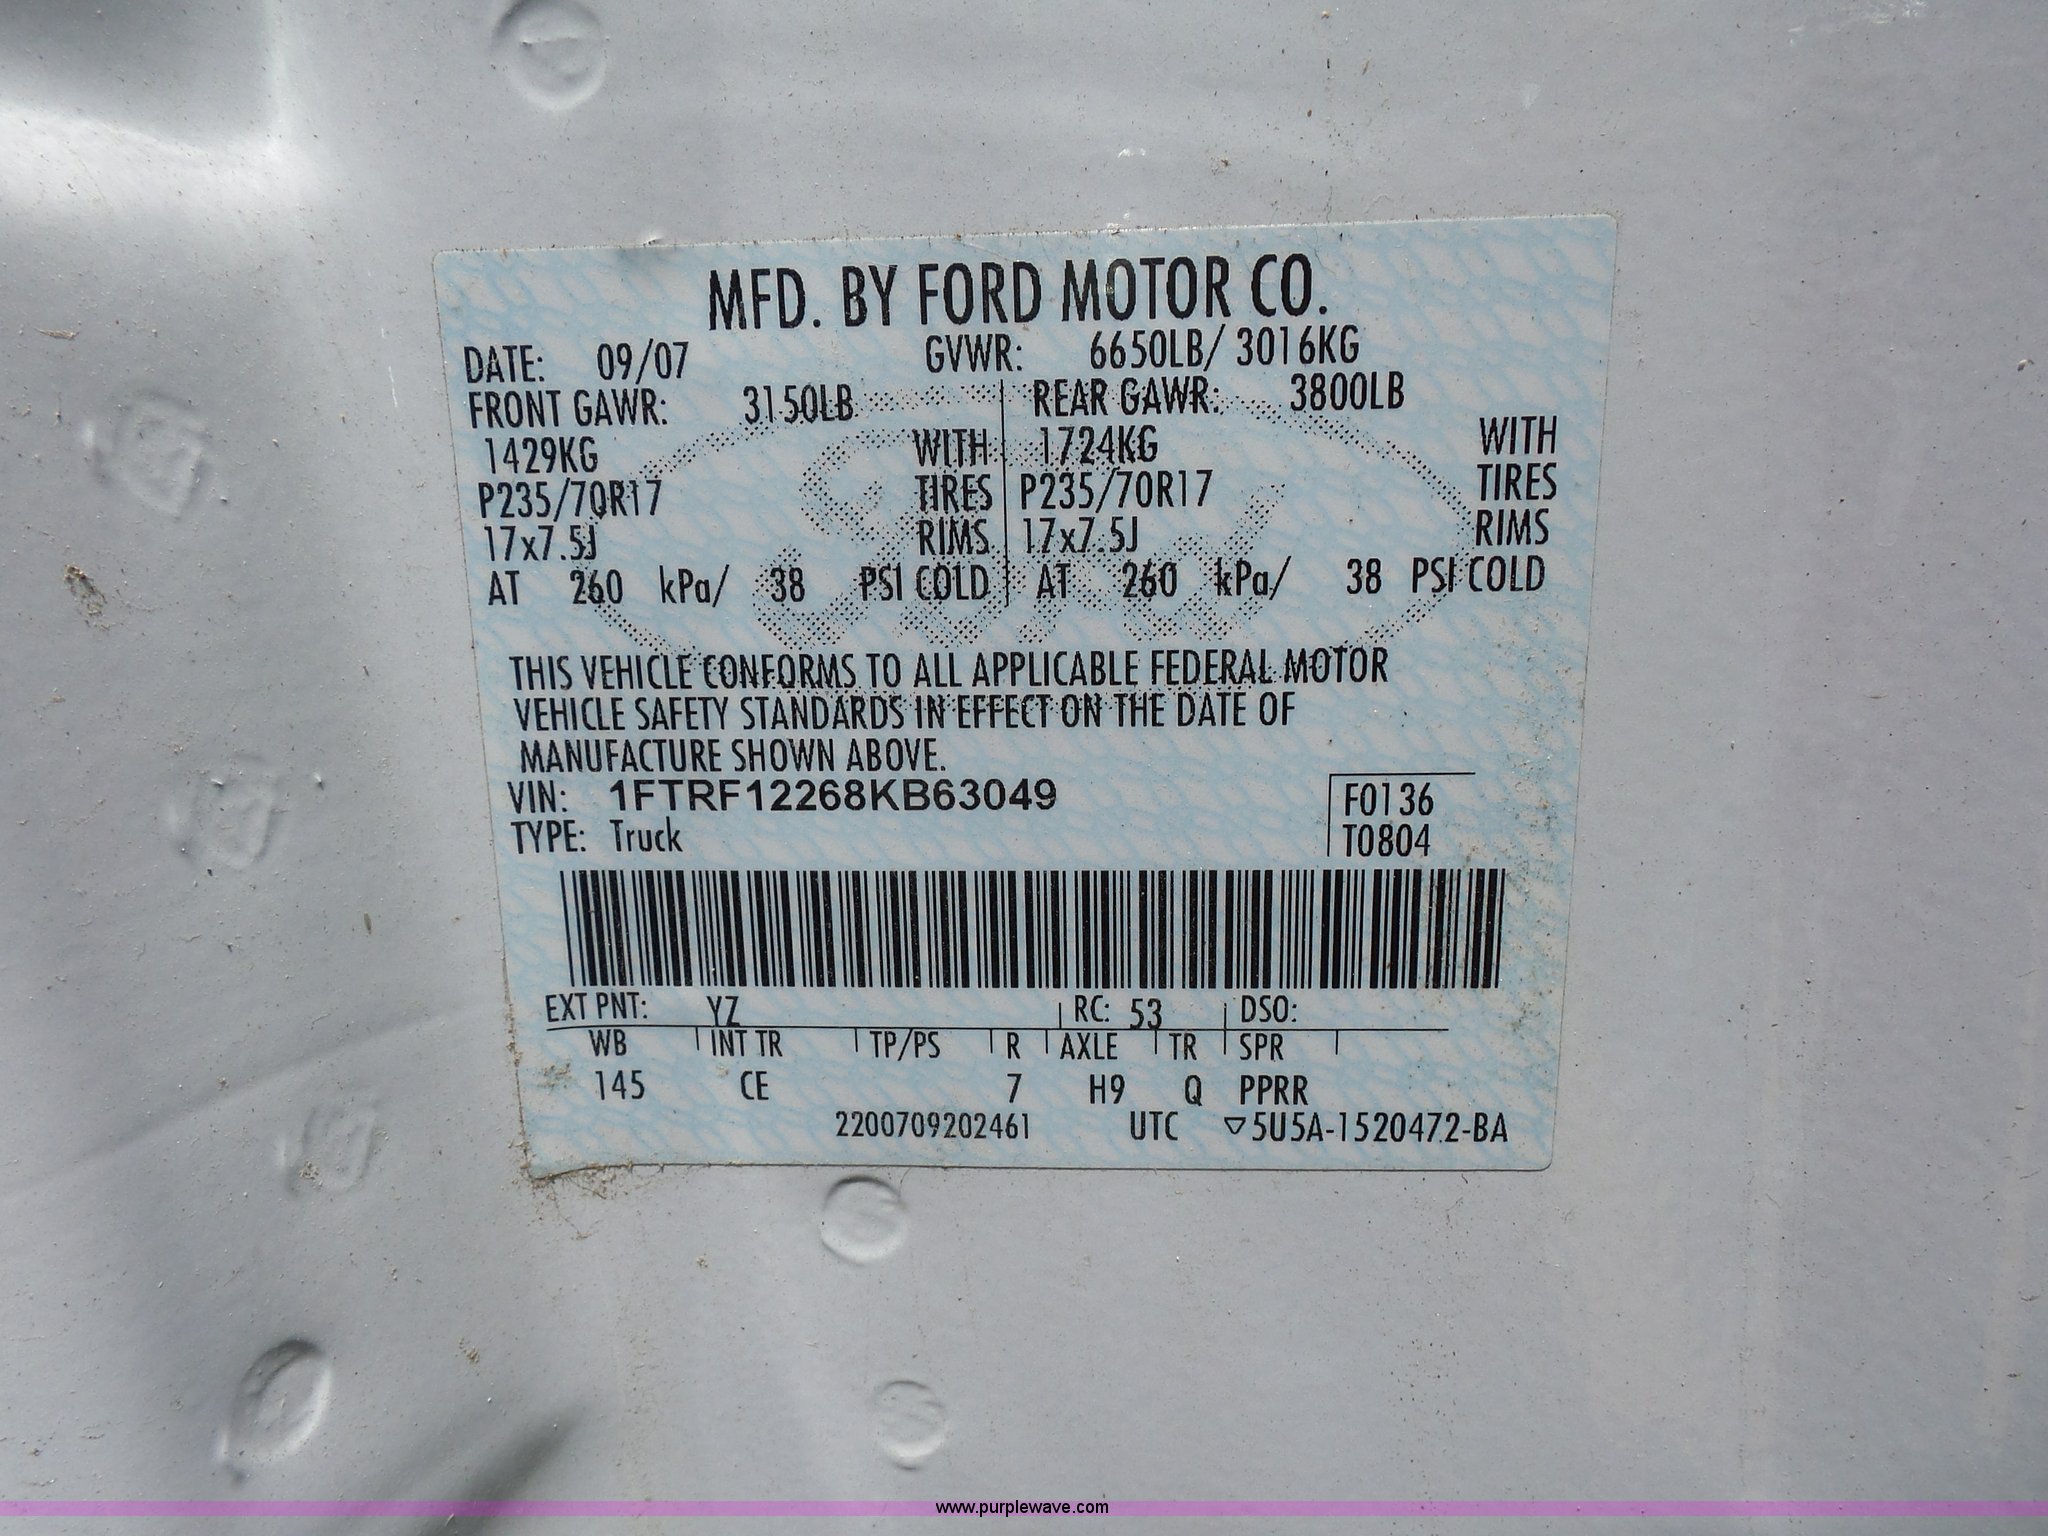 MFD. BY FORD MOTOR CO.
DATE: 09/07 GVWR: 6650LB/ 3016KG
FRONT GAWR: 3150LB REAR GAWR: 3800LB
1429KG WITH 1724KG WITH
P235/70R17 TIRES P235/70R17 TIRES
17x7.5J RIMS 17x7.5J RIMS
AT 260 kPa/ 38 PSI COLD AT 260 kPa/ 38 PSI COLD
THIS VEHICLE CONFORMS TO ALL APPLICABLE FEDERAL MOTOR
VEHICLE SAFETY STANDARDS IN EFFECT ON THE DATE OF
MANUFACTURE SHOWN ABOVE.
VIN: 1FTRF12268KB63049 F0136
TYPE: Truck T0804
EXT PNT: YZ RC: 53 DSO:
WB INT TR TP/PS R AXLE TR SPR
145 CE 7 H9 Q PPRR
2200709202461 UTC ▽5U5A-1520472-BA
www.purplewave.com